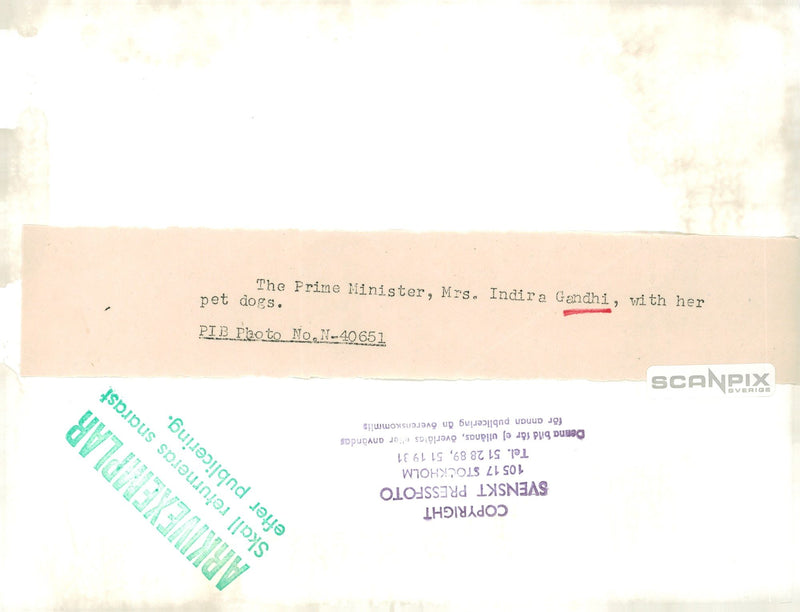 The Prime Minister, Mrs. Indira Gandhi, with her
pet dogs.
PIB Photo No.N-40651
SCANPIX
SVERIGE
ARKIVEXEMPLAR
Skall returneras snarast
efter publicering.
COPYRIGHT
SVENSKT PRESSFOTO
105 17 STOCKHOLM
Tel. 51 28 89, 51 19 31
Denna bild får ej utlånas, överlåtas eller användas
för annan publicering än överenskommits